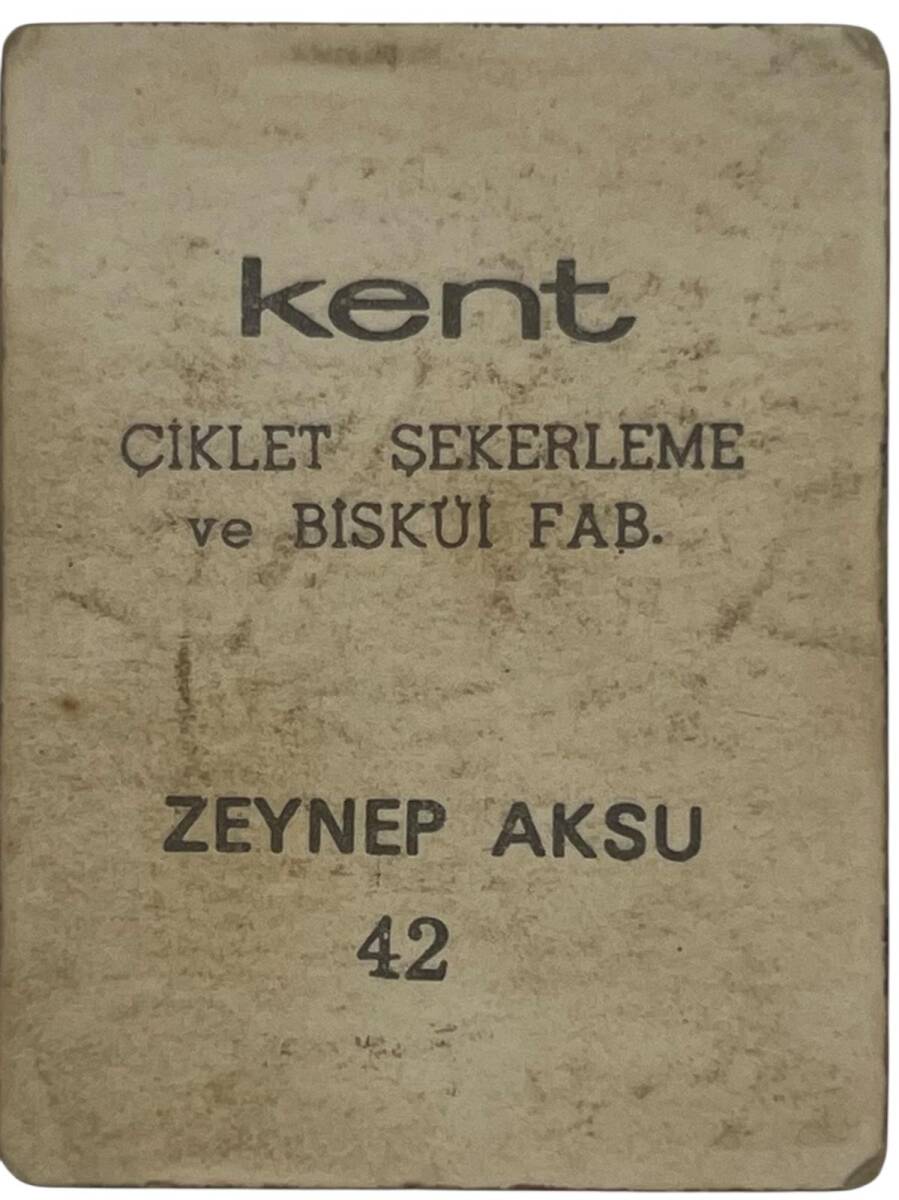 kent
ÇİKLET ŞEKERLEME
ve BİSKÜİ FAB.
ZEYNEP AKSU
42